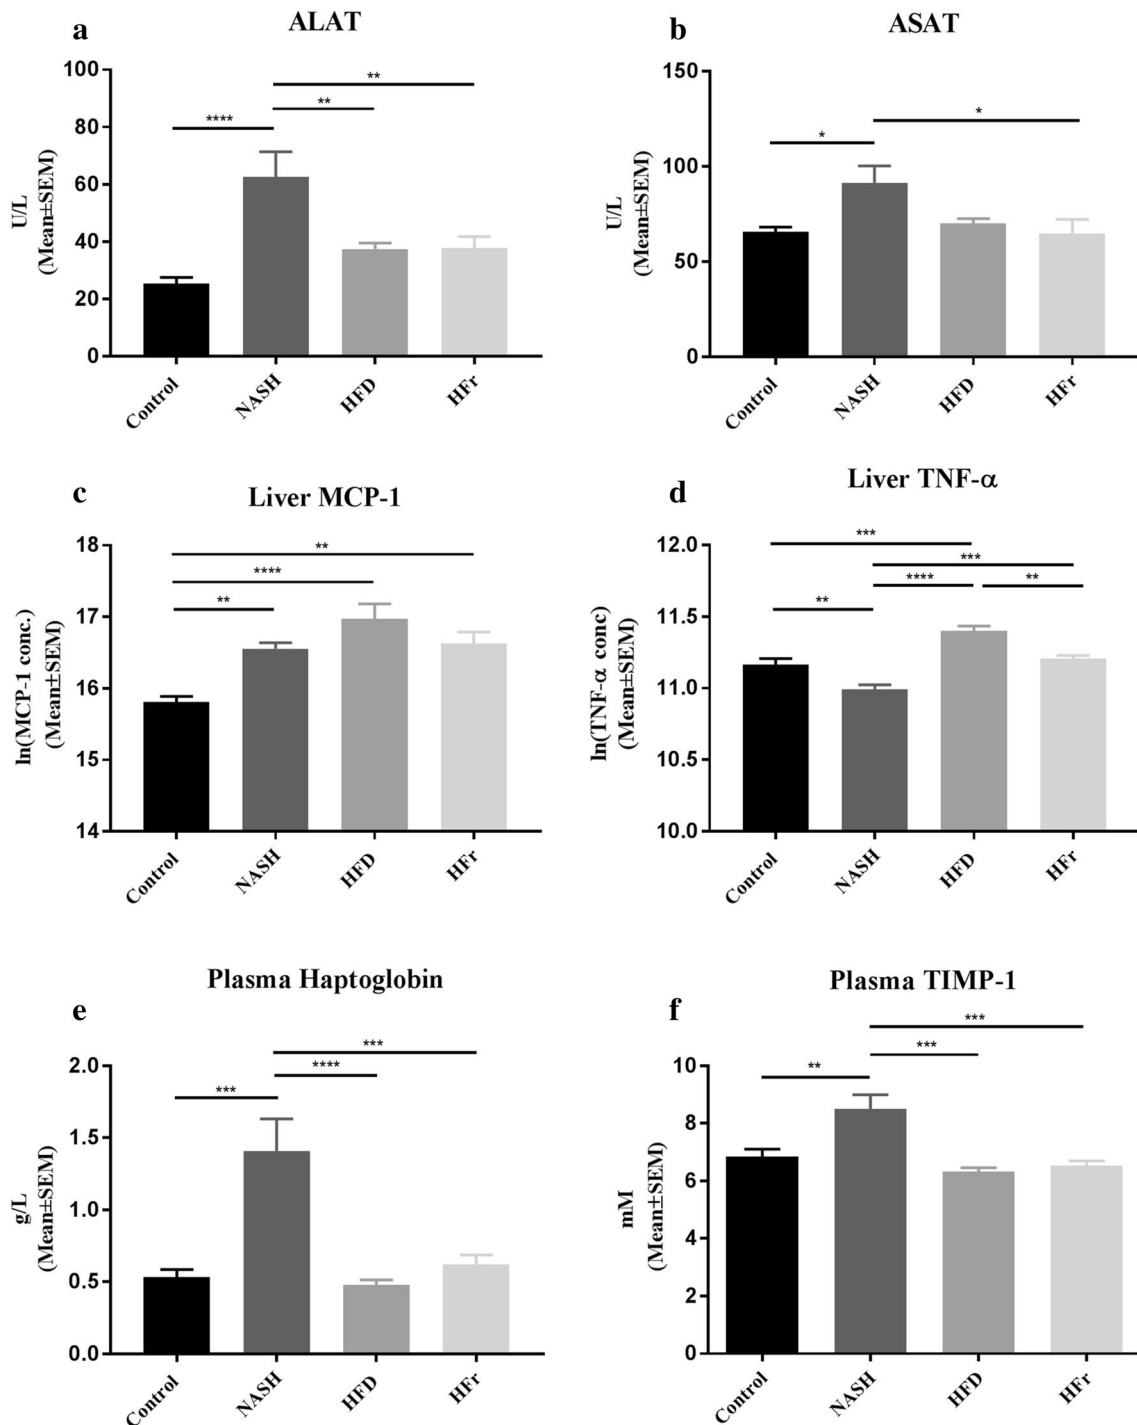 a
ALAT
U/L
(Mean±SEM)
100
80
60
40
20
0
****
**
**
Control
NASH
HFD
HFr
b
ASAT
U/L
(Mean±SEM)
150
100
50
0
*
*
Control
NASH
HFD
HFr
c
Liver MCP-1
ln(MCP-1 conc.)
(Mean±SEM)
18
17
16
15
14
**
****
**
Control
NASH
HFD
HFr
d
Liver TNF-α
ln(TNF-α conc)
(Mean±SEM)
12.0
11.5
11.0
10.5
10.0
***
***
****
**
**
Control
NASH
HFD
HFr
e
Plasma Haptoglobin
g/L
(Mean±SEM)
2.0
1.5
1.0
0.5
0.0
***
****
***
Control
NASH
HFD
HFr
f
Plasma TIMP-1
mM
(Mean±SEM)
10
8
6
4
2
0
***
***
**
Control
NASH
HFD
HFr